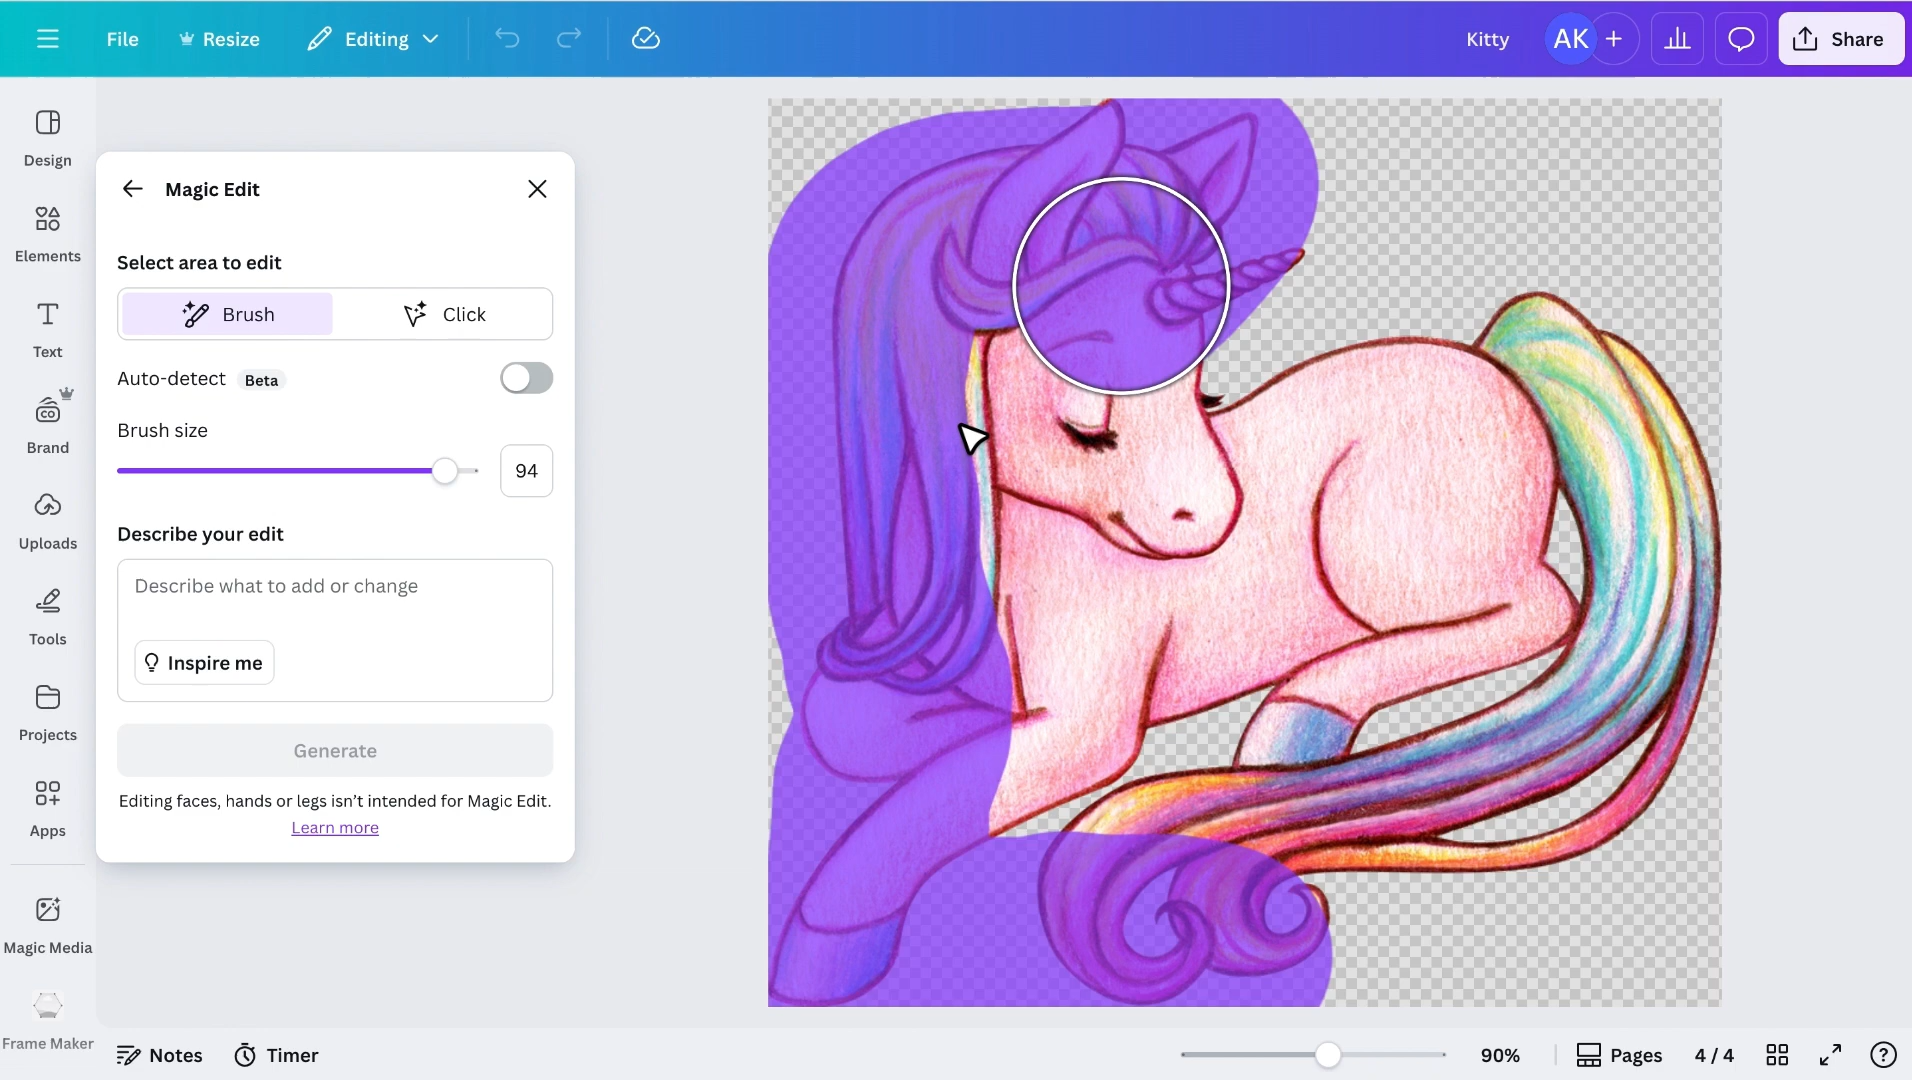 File
Resize
Editing
Kitty
AK
Share
Design
Elements
Text
Brand
CO
Uploads
Tools
Projects
Apps
Magic Media
Frame Maker
Magic Edit
Select area to edit
Brush
Click
Auto-detect Beta
Brush size
94
Describe your edit
Describe what to add or change
Inspire me
Generate
Editing faces, hands or legs isn’t intended for Magic Edit.
Learn more
Notes
Timer
90%
Pages
4 / 4
?